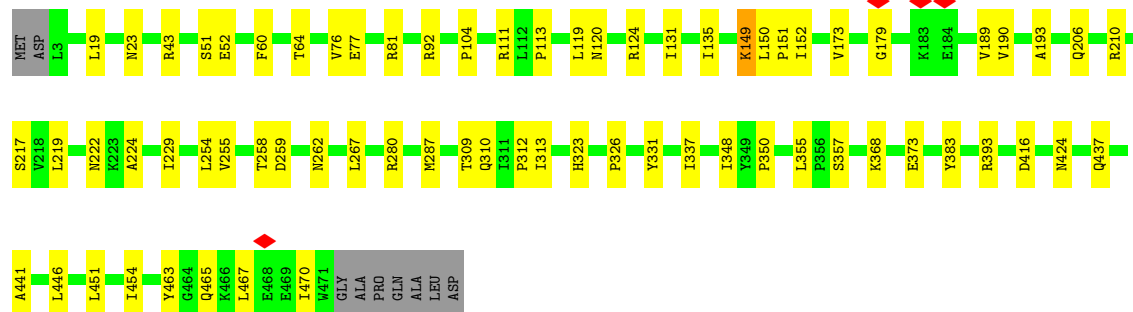 MET ASP L3 L19 N23 R43 S51 E52 F60 T64 V76 E77 R81 R92 P104 R111 L112 P113 L119 N120 R124 I131 I135 K149 L150 P151 I152 V173 G179 K183 E184 V189 V190 A193 Q206 R210
S217 V218 L219 N222 K223 A224 I229 L254 V255 T258 D259 N262 L267 R280 M287 T309 Q310 I311 P312 I313 H323 P326 Y331 I337 I348 Y349 P350 L355 P356 S357 K368 E373 Y383 R393 D416 N424 Q437
A441 L446 L451 I454 Y463 G464 Q465 K466 L467 E468 E469 I470 W471 GLY ALA PRO GLN ALA LEU ASP